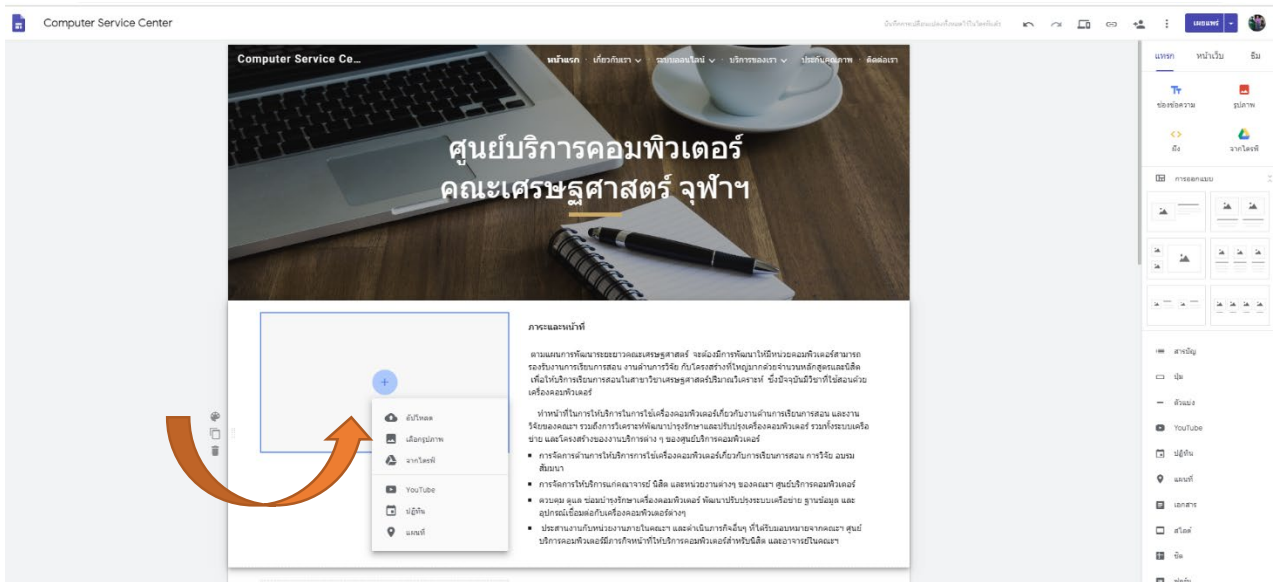 Computer Service Center
บันทึกการเปลี่ยนแปลงทั้งหมดไว้ในไดรฟ์แล้ว
เผยแพร่
Computer Service Ce...
หน้าแรก
เกี่ยวกับเรา
ระบบออนไลน์
บริการของเรา
ประกันคุณภาพ
ติดต่อเรา
ศูนย์บริการคอมพิวเตอร์
คณะเศรษฐศาสตร์ จุฬาฯ
ภาระและหน้าที่
ตามแผนการพัฒนาระยะยาวคณะเศรษฐศาสตร์ จะต้องมีการพัฒนาให้มีหน่วยคอมพิวเตอร์สามารถ
รองรับงานการเรียนการสอน งานด้านการวิจัย กับโครงสร้างที่ใหญ่มากด้วยจำนวนหลักสูตรและนิสิต
เพื่อให้บริการเรียนการสอนในสาขาวิชาเศรษฐศาสตร์ปริมาณวิเคราะห์ ซึ่งปัจจุบันมีวิชาที่ใช้สอนด้วย
เครื่องคอมพิวเตอร์
ทำหน้าที่ในการให้บริการในการใช้เครื่องคอมพิวเตอร์เกี่ยวกับงานด้านการเรียนการสอน และงาน
วิจัยของคณะฯ รวมถึงการวิเคราะห์พัฒนาบำรุงรักษาและปรับปรุงเครื่องคอมพิวเตอร์ รวมทั้งระบบเครือ
ข่าย และโครงสร้างของงานบริการต่าง ๆ ของศูนย์บริการคอมพิวเตอร์
▪ การจัดการด้านการให้บริการการใช้เครื่องคอมพิวเตอร์เกี่ยวกับการเรียนการสอน การวิจัย อบรม
สัมมนา
▪ การจัดการให้บริการแก่คณาจารย์ นิสิต และหน่วยงานต่างๆ ของคณะฯ ศูนย์บริการคอมพิวเตอร์
▪ ควบคุม ดูแล ซ่อมบำรุงรักษาเครื่องคอมพิวเตอร์ พัฒนาปรับปรุงระบบเครือข่าย ฐานข้อมูล และ
อุปกรณ์เชื่อมต่อกับเครื่องคอมพิวเตอร์ต่างๆ
▪ ประสานงานกับหน่วยงานภายในคณะฯ และดำเนินภารกิจอื่นๆ ที่ได้รับมอบหมายจากคณะฯ ศูนย์
บริการคอมพิวเตอร์มีภารกิจหน้าที่ให้บริการคอมพิวเตอร์สำหรับนิสิต และอาจารย์ในคณะฯ
อัปโหลด
เลือกรูปภาพ
จากไดรฟ์
YouTube
ปฏิทิน
แผนที่
แทรก
หน้าเว็บ
ธีม
ช่องข้อความ
รูปภาพ
ฝัง
จากไดรฟ์
การออกแบบ
สารบัญ
ปุ่ม
ตัวแบ่ง
YouTube
ปฏิทิน
แผนที่
เอกสาร
สไลด์
ชีต